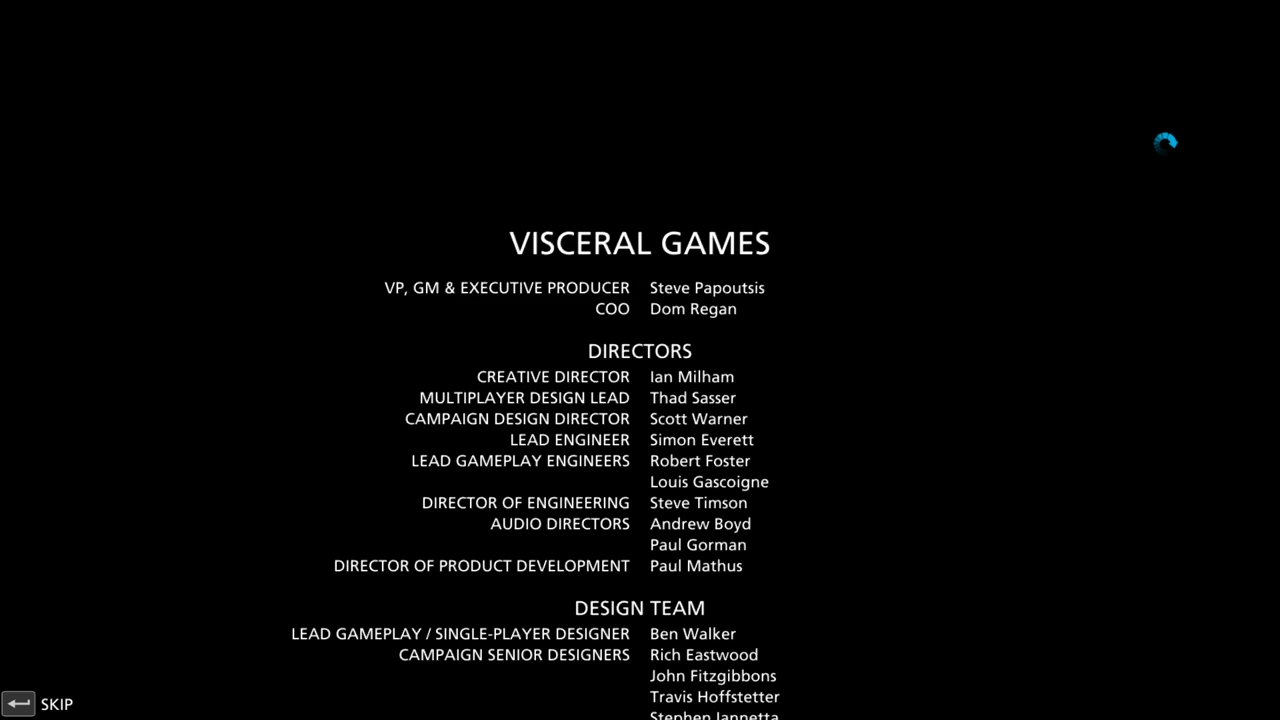 VISCERAL GAMES
VP, GM & EXECUTIVE PRODUCER Steve Papoutsis
COO Dom Regan
DIRECTORS
CREATIVE DIRECTOR Ian Milham
MULTIPLAYER DESIGN LEAD Thad Sasser
CAMPAIGN DESIGN DIRECTOR Scott Warner
LEAD ENGINEER Simon Everett
LEAD GAMEPLAY ENGINEERS Robert Foster
Louis Gascoigne
DIRECTOR OF ENGINEERING Steve Timson
AUDIO DIRECTORS Andrew Boyd
Paul Gorman
DIRECTOR OF PRODUCT DEVELOPMENT Paul Mathus
DESIGN TEAM
LEAD GAMEPLAY / SINGLE-PLAYER DESIGNER Ben Walker
CAMPAIGN SENIOR DESIGNERS Rich Eastwood
John Fitzgibbons
Travis Hoffstetter
Stephen Iannetta
SKIP